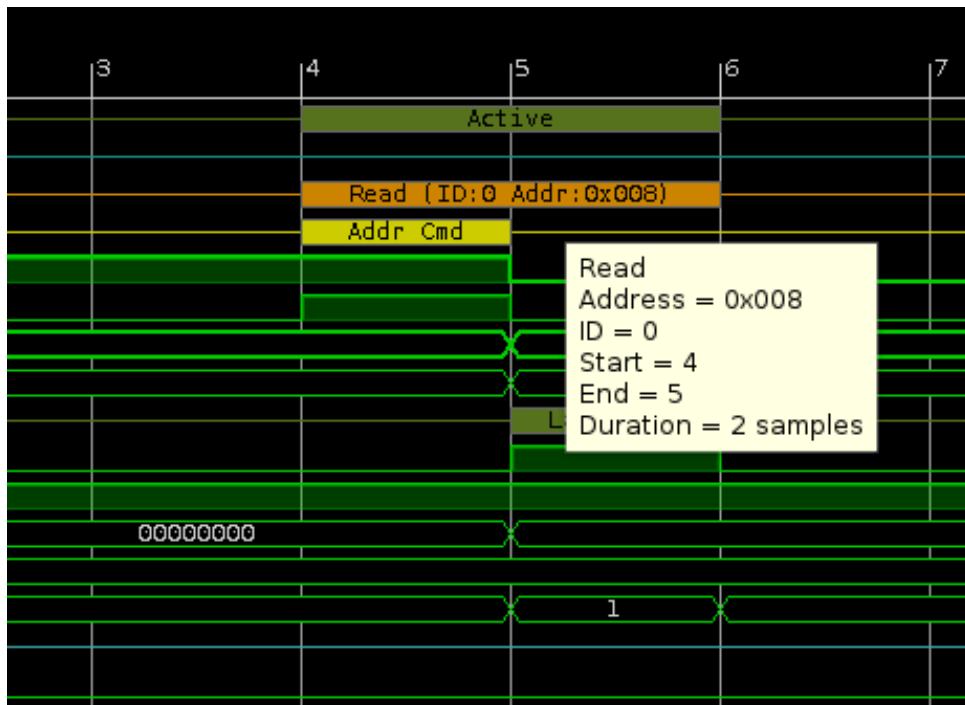 3 4 5 6 7
Active
Read (ID:0 Addr:0x008)
Addr Cmd
Read
Address = 0x008
ID = 0
Start = 4
End = 5
Duration = 2 samples
00000000
1